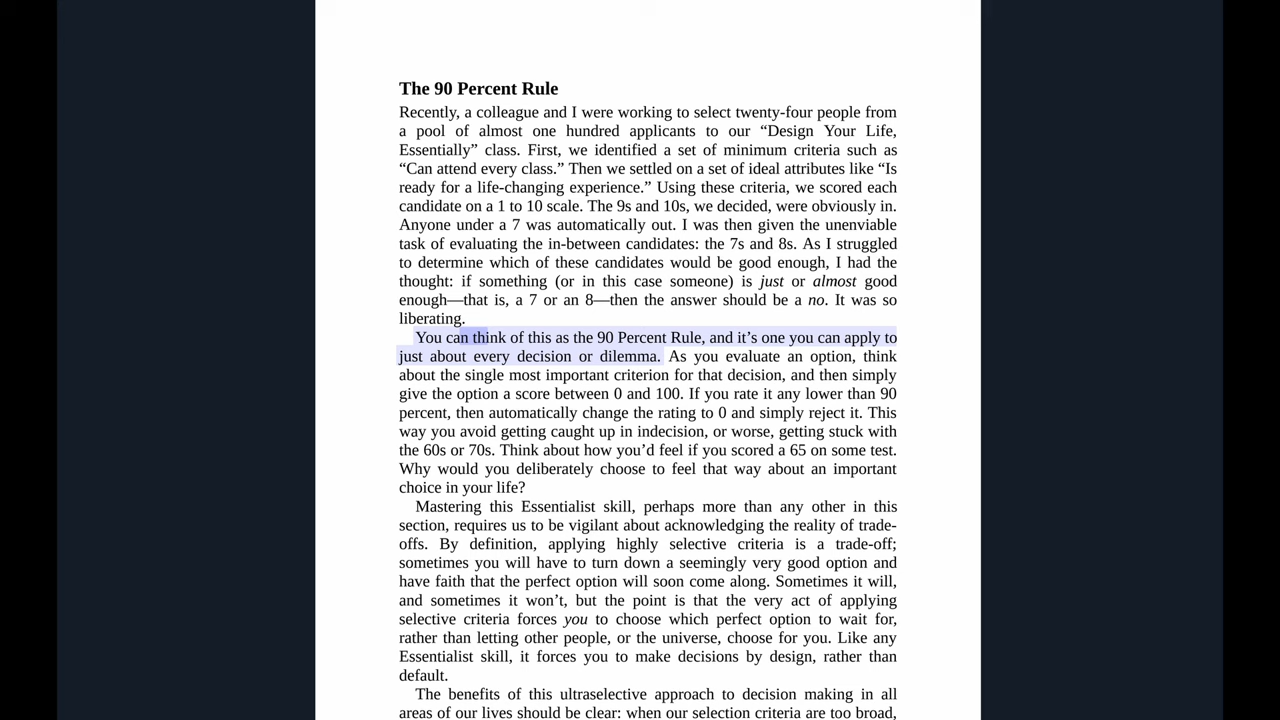 The 90 Percent Rule
Recently, a colleague and I were working to select twenty-four people from
a pool of almost one hundred applicants to our “Design Your Life,
Essentially” class. First, we identified a set of minimum criteria such as
“Can attend every class.” Then we settled on a set of ideal attributes like “Is
ready for a life-changing experience.” Using these criteria, we scored each
candidate on a 1 to 10 scale. The 9s and 10s, we decided, were obviously in.
Anyone under a 7 was automatically out. I was then given the unenviable
task of evaluating the in-between candidates: the 7s and 8s. As I struggled
to determine which of these candidates would be good enough, I had the
thought: if something (or in this case someone) is just or almost good
enough—that is, a 7 or an 8—then the answer should be a no. It was so
liberating.
You can think of this as the 90 Percent Rule, and it’s one you can apply to
just about every decision or dilemma. As you evaluate an option, think
about the single most important criterion for that decision, and then simply
give the option a score between 0 and 100. If you rate it any lower than 90
percent, then automatically change the rating to 0 and simply reject it. This
way you avoid getting caught up in indecision, or worse, getting stuck with
the 60s or 70s. Think about how you’d feel if you scored a 65 on some test.
Why would you deliberately choose to feel that way about an important
choice in your life?
Mastering this Essentialist skill, perhaps more than any other in this
section, requires us to be vigilant about acknowledging the reality of trade-
offs. By definition, applying highly selective criteria is a trade-off;
sometimes you will have to turn down a seemingly very good option and
have faith that the perfect option will soon come along. Sometimes it will,
and sometimes it won’t, but the point is that the very act of applying
selective criteria forces you to choose which perfect option to wait for,
rather than letting other people, or the universe, choose for you. Like any
Essentialist skill, it forces you to make decisions by design, rather than
default.
The benefits of this ultraselective approach to decision making in all
areas of our lives should be clear: when our selection criteria are too broad,